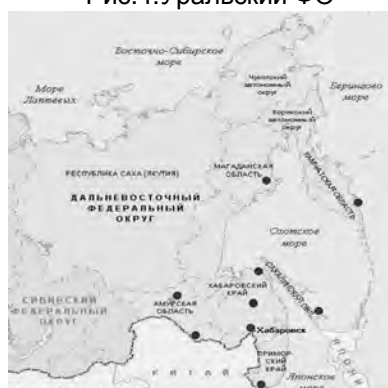 Рис.1.Уральский ФО
Восточно-Сибирское
море
Море
Лаптевых
Чукотский
автономный
округ
Берингово
море
Корякский
автономный
округ
РЕСПУБЛИКА САХА (ЯКУТИЯ)
МАГАДАНСКАЯ
ОБЛАСТЬ
КАМЧАТСКАЯ ОБЛАСТЬ
ДАЛЬНЕВОСТОЧНЫЙ
ФЕДЕРАЛЬНЫЙ
ОКРУГ
Охотское
море
СИБИРСКИЙ
ФЕДЕРАЛЬНЫЙ
ОКРУГ
АМУРСКАЯ
ОБЛАСТЬ
ХАБАРОВСКИЙ
КРАЙ
САХАЛИНСКАЯ ОБЛ.
Хабаровск
ПРИМОР-
СКИЙ
КРАЙ
КИТАЙ
Японское
море